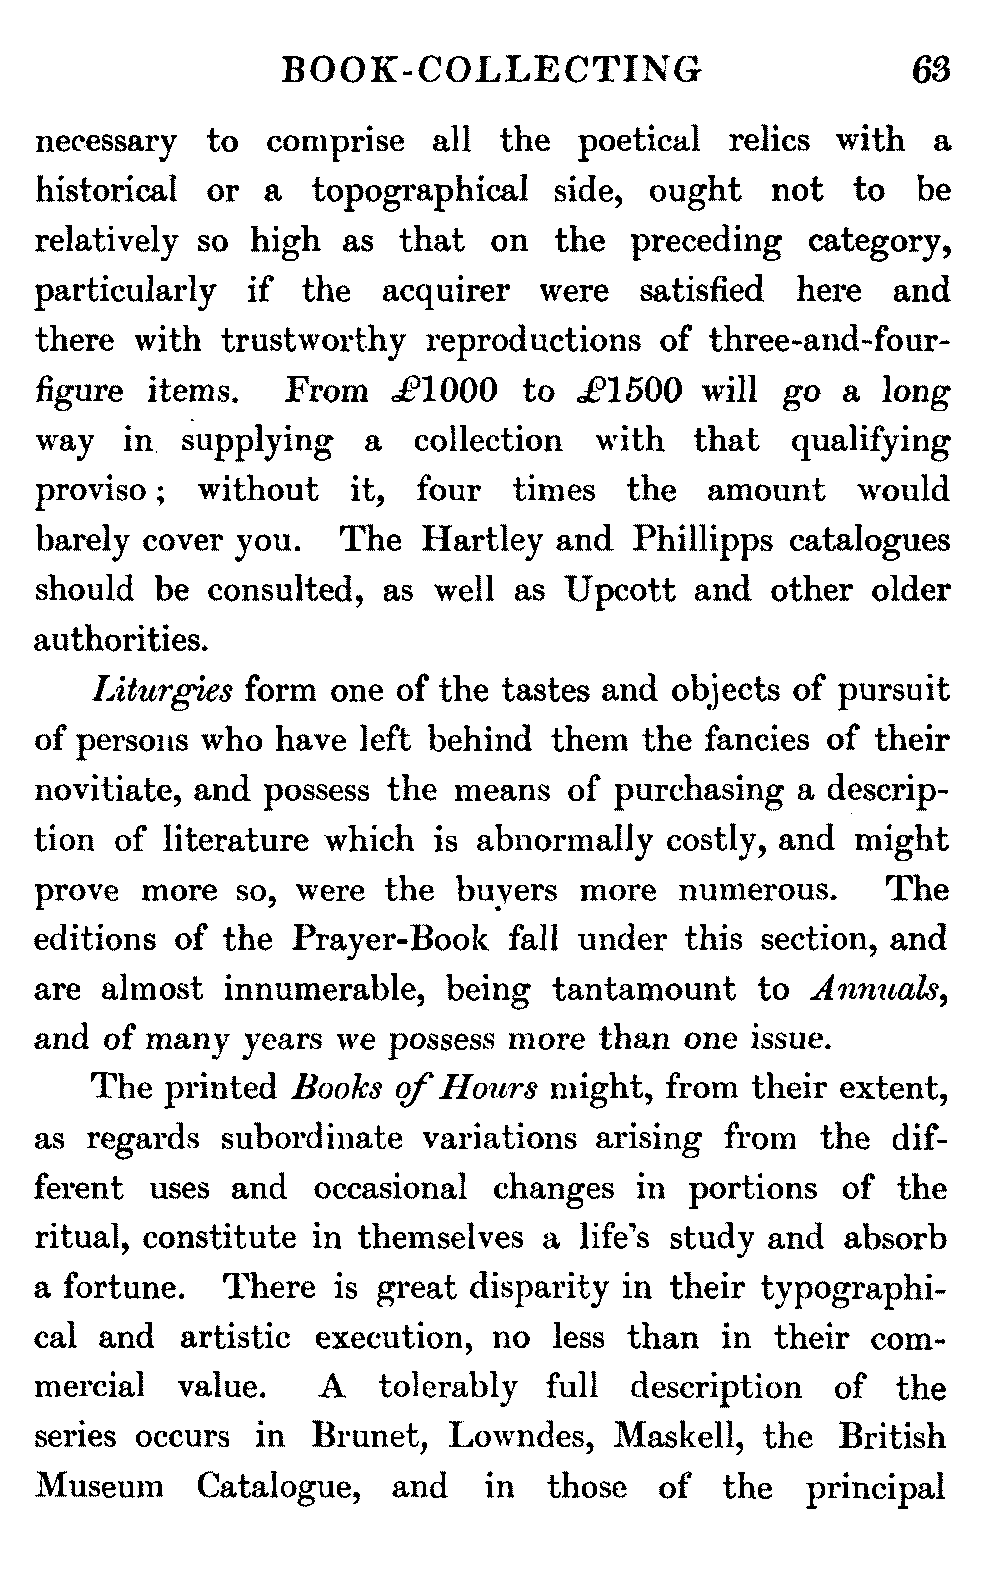 BOOK-COLLECTING 63
necessary to comprise all the poetical relics with a
historical or a topographical side, ought not to be
relatively so high as that on the preceding category,
particularly if the acquirer were satisfied here and
there with trustworthy reproductions of three-and-four-
figure items. From £1000 to £1500 will go a long
way in supplying a collection with that qualifying
proviso; without it, four times the amount would
barely cover you. The Hartley and Phillipps catalogues
should be consulted, as well as Upcott and other older
authorities.
Liturgies form one of the tastes and objects of pursuit
of persons who have left behind them the fancies of their
novitiate, and possess the means of purchasing a descrip-
tion of literature which is abnormally costly, and might
prove more so, were the buyers more numerous. The
editions of the Prayer-Book fall under this section, and
are almost innumerable, being tantamount to Annuals,
and of many years we possess more than one issue.
The printed Books of Hours might, from their extent,
as regards subordinate variations arising from the dif-
ferent uses and occasional changes in portions of the
ritual, constitute in themselves a life's study and absorb
a fortune. There is great disparity in their typographi-
cal and artistic execution, no less than in their com-
mercial value. A tolerably full description of the
series occurs in Brunet, Lowndes, Maskell, the British
Museum Catalogue, and in those of the principal